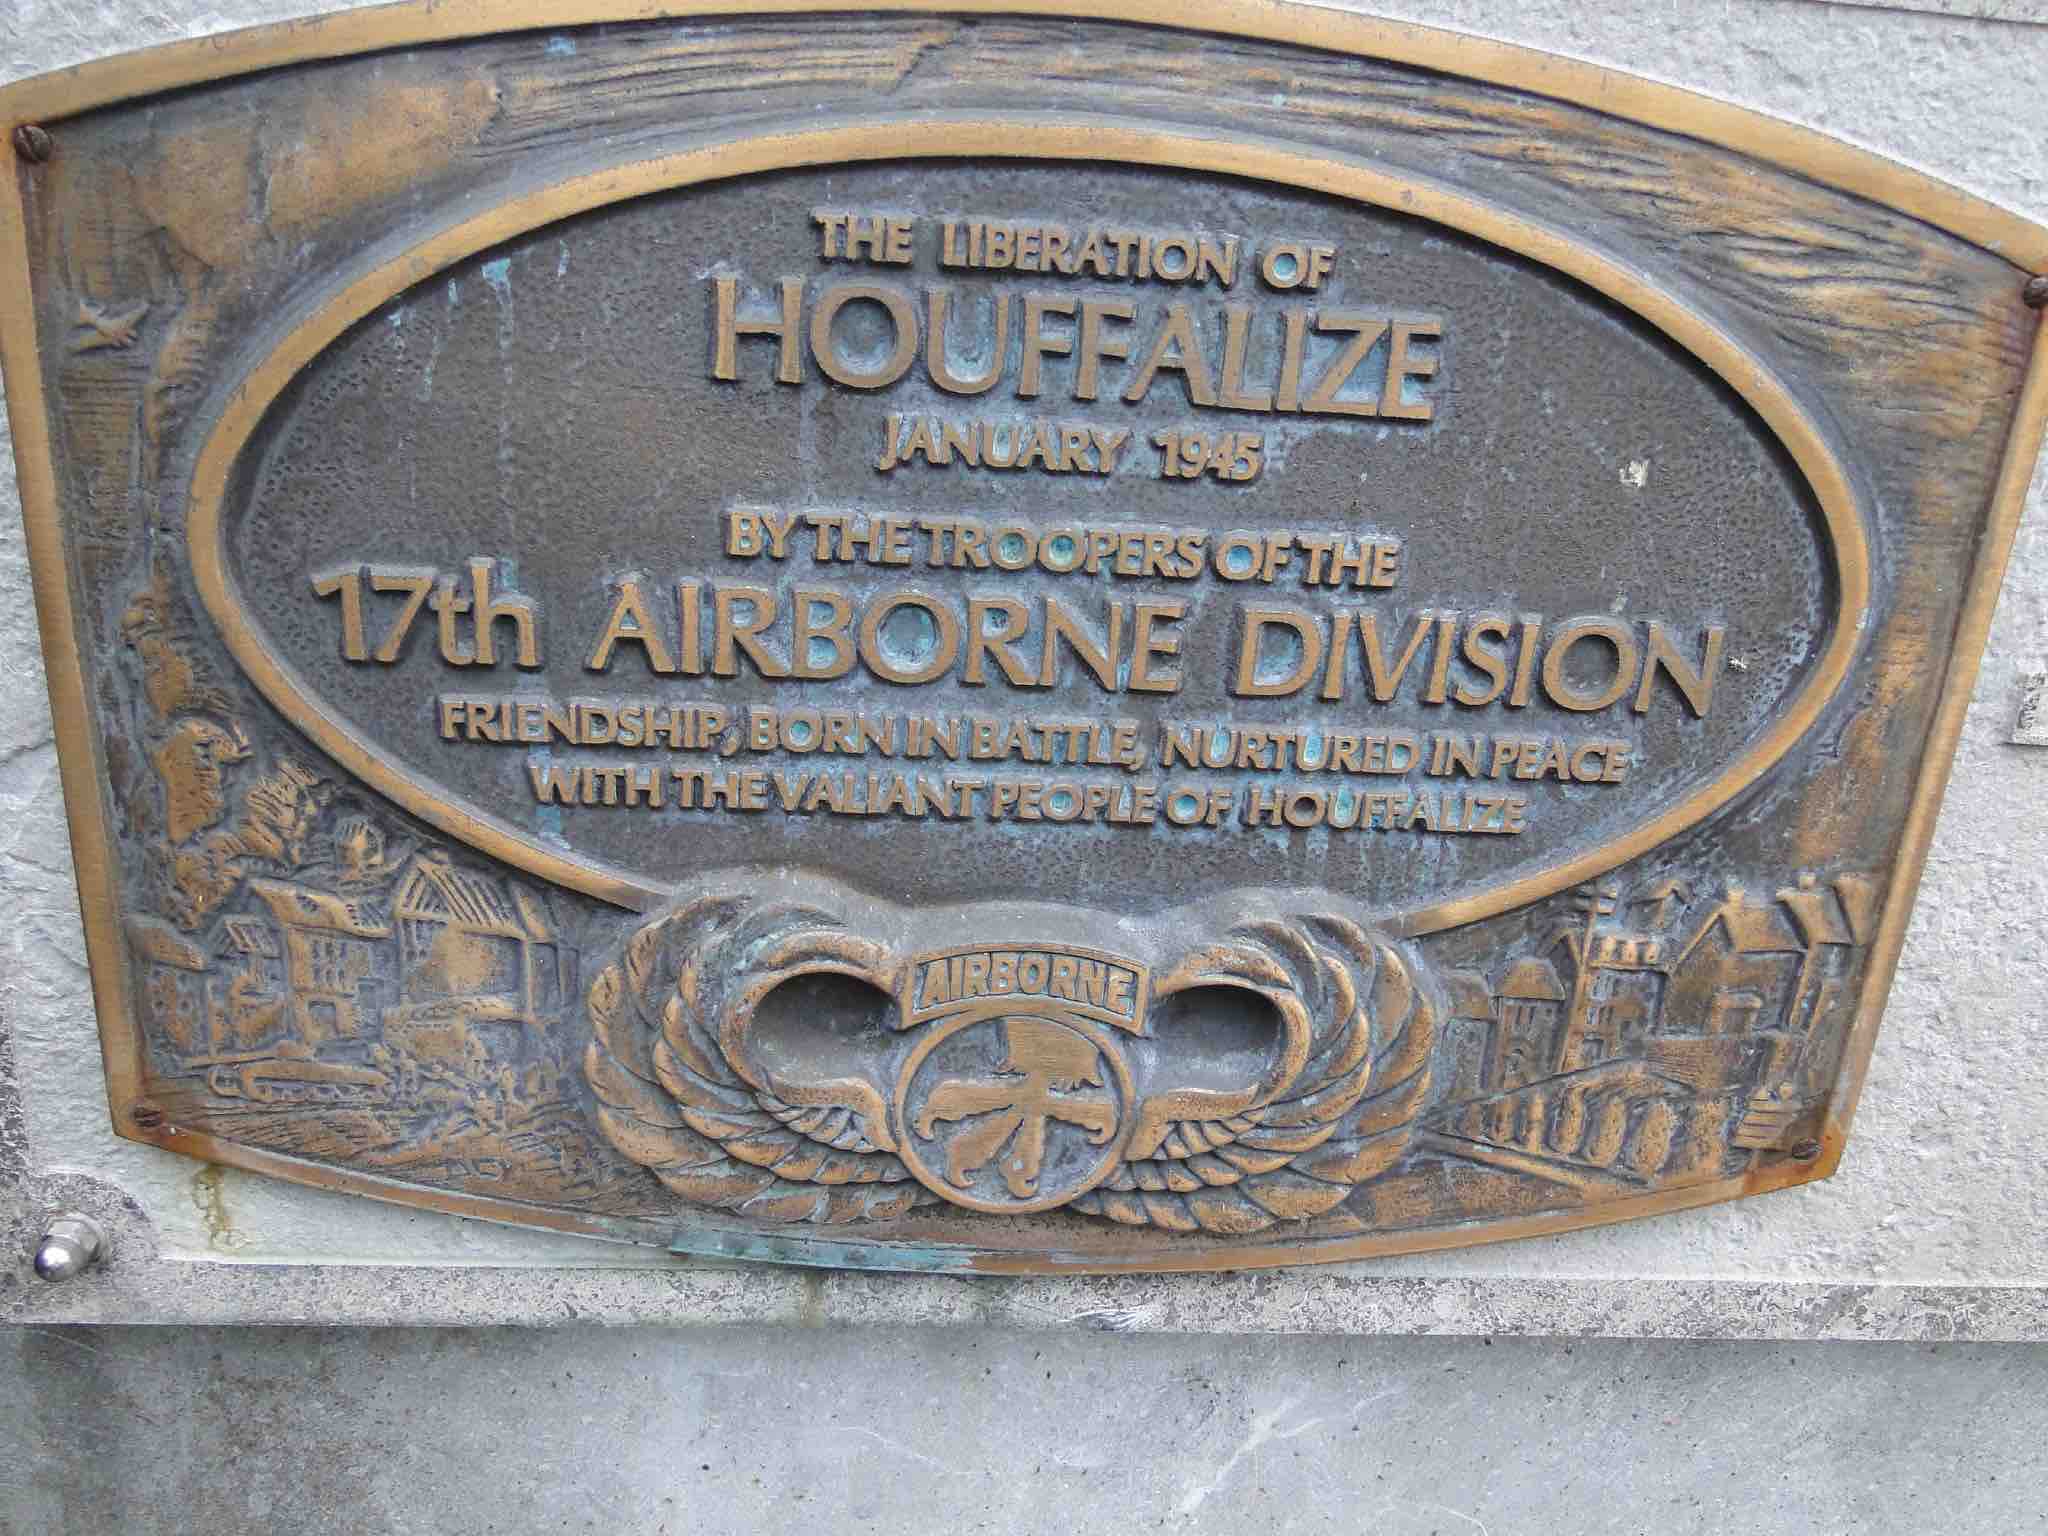 THE LIBERATION OF
HOUFFALIZE
JANUARY 1945
BY THE TROOPERS OF THE
17th AIRBORNE DIVISION
FRIENDSHIP, BORN IN BATTLE, NURTURED IN PEACE
WITH THE VALIANT PEOPLE OF HOUFFALIZE
AIRBORNE